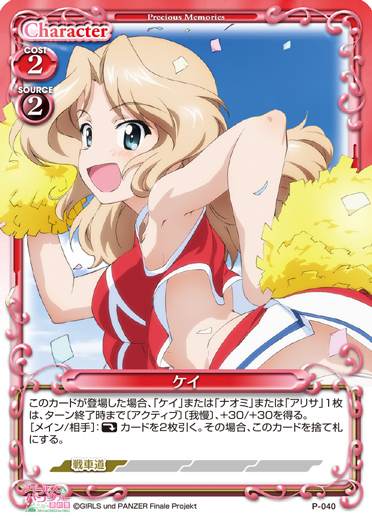 Precious Memories
Character
COST
2
SOURCE
2
ケイ
このカードが登場した場合、「ケイ」または「ナオミ」または「アリサ」1枚
は、ターン終了時まで［アクティブ］［我慢］、+30/+30を得る。
［メイン/相手］: カードを2枚引く。その場合、このカードを捨て札
にする。
戦車道
©GIRLS und PANZER Finale Projekt
P-040